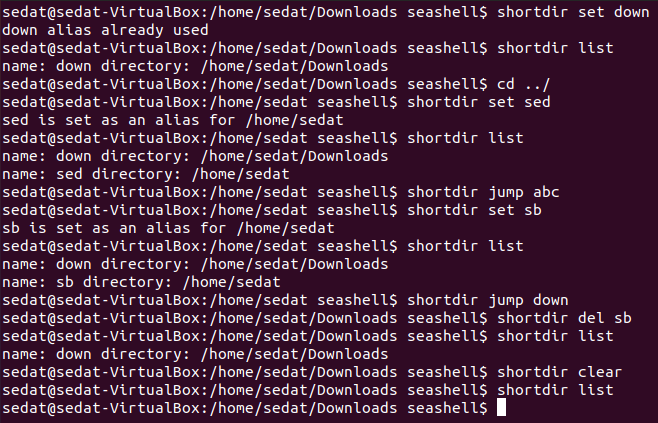 sedat@sedat-VirtualBox:/home/sedat/Downloads seashell$ shortdir set down
down alias already used
sedat@sedat-VirtualBox:/home/sedat/Downloads seashell$ shortdir list
name: down directory: /home/sedat/Downloads
sedat@sedat-VirtualBox:/home/sedat/Downloads seashell$ cd ../
sedat@sedat-VirtualBox:/home/sedat seashell$ shortdir set sed
sed is set as an alias for /home/sedat
sedat@sedat-VirtualBox:/home/sedat seashell$ shortdir list
name: down directory: /home/sedat/Downloads
name: sed directory: /home/sedat
sedat@sedat-VirtualBox:/home/sedat seashell$ shortdir jump abc
sedat@sedat-VirtualBox:/home/sedat seashell$ shortdir set sb
sb is set as an alias for /home/sedat
sedat@sedat-VirtualBox:/home/sedat seashell$ shortdir list
name: down directory: /home/sedat/Downloads
name: sb directory: /home/sedat
sedat@sedat-VirtualBox:/home/sedat seashell$ shortdir jump down
sedat@sedat-VirtualBox:/home/sedat/Downloads seashell$ shortdir del sb
sedat@sedat-VirtualBox:/home/sedat/Downloads seashell$ shortdir list
name: down directory: /home/sedat/Downloads
sedat@sedat-VirtualBox:/home/sedat/Downloads seashell$ shortdir clear
sedat@sedat-VirtualBox:/home/sedat/Downloads seashell$ shortdir list
sedat@sedat-VirtualBox:/home/sedat/Downloads seashell$